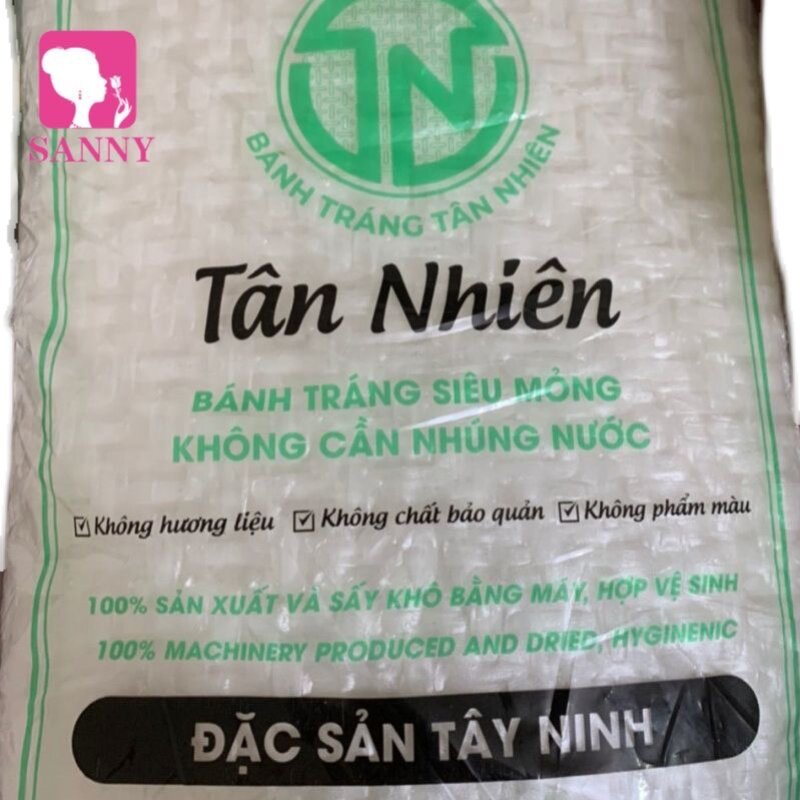 SANNY
TN
BÁNH TRÁNG TÂN NHIÊN
Tân Nhiên
BÁNH TRÁNG SIÊU MỎNG
KHÔNG CẦN NHÚNG NƯỚC
Không hương liệu Không chất bảo quản Không phẩm màu
100% SẢN XUẤT VÀ SẤY KHÔ BẰNG MÁY, HỢP VỆ SINH
100% MACHINERY PRODUCED AND DRIED, HYGINENIC
ĐẶC SẢN TÂY NINH